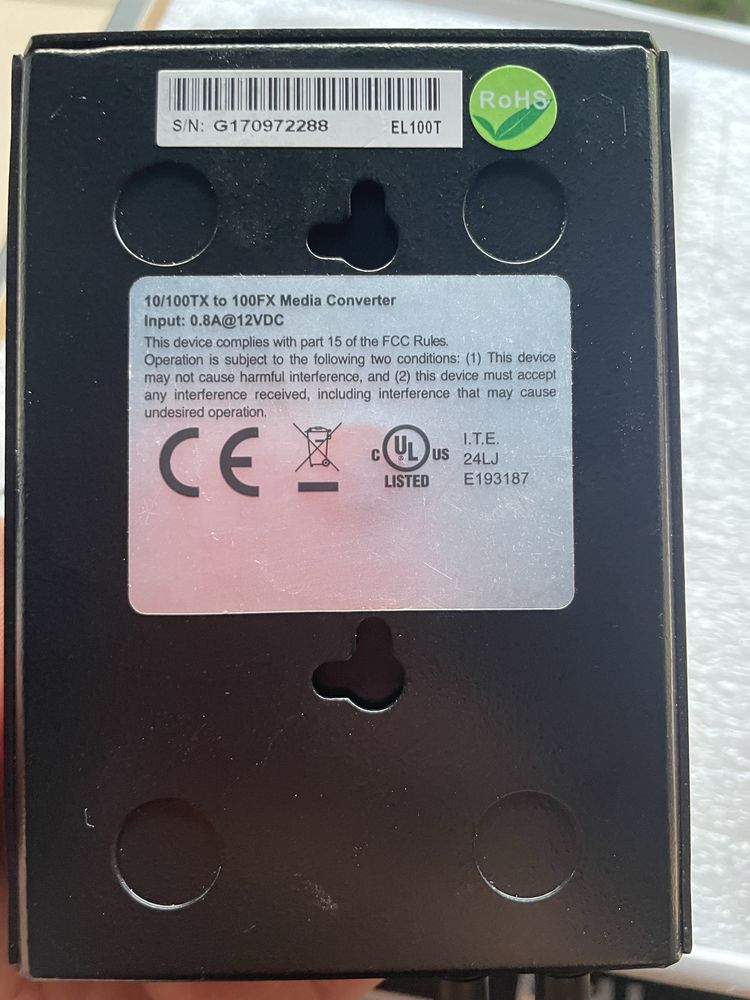 RoHS
S/N: G170972288 EL100T
10/100TX to 100FX Media Converter
Input: 0.8A@12VDC
This device complies with part 15 of the FCC Rules.
Operation is subject to the following two conditions: (1) This device
may not cause harmful interference, and (2) this device must accept
any interference received, including interference that may cause
undesired operation.
CE
C UL® US
LISTED
I.T.E.
24LJ
E193187